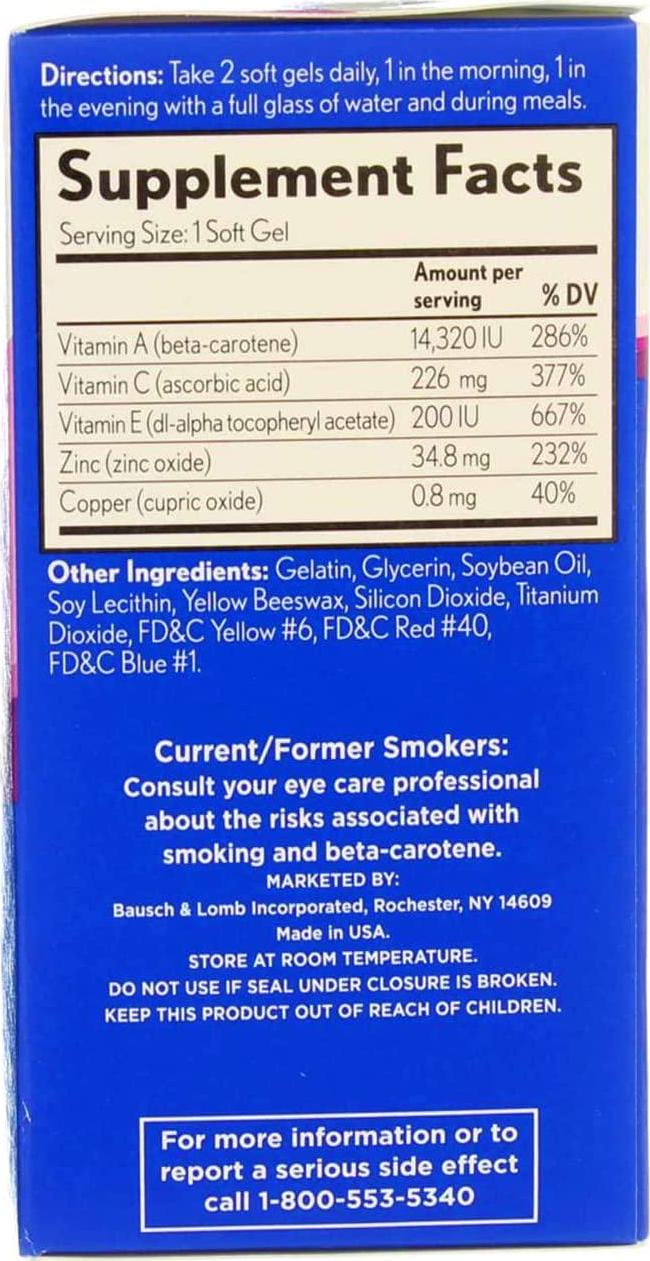 Directions: Take 2 soft gels daily, 1 in the morning, 1 in
the evening with a full glass of water and during meals.
Supplement Facts
Serving Size: 1 Soft Gel
Amount per
serving % DV
Vitamin A (beta-carotene) 14,320 IU 286%
Vitamin C (ascorbic acid) 226 mg 377%
Vitamin E (dl-alpha tocopheryl acetate) 200 IU 667%
Zinc (zinc oxide) 34.8 mg 232%
Copper (cupric oxide) 0.8 mg 40%
Other Ingredients: Gelatin, Glycerin, Soybean Oil,
Soy Lecithin, Yellow Beeswax, Silicon Dioxide, Titanium
Dioxide, FD&C Yellow #6, FD&C Red #40,
FD&C Blue #1.
Current/Former Smokers:
Consult your eye care professional
about the risks associated with
smoking and beta-carotene.
MARKETED BY:
Bausch & Lomb Incorporated, Rochester, NY 14609
Made in USA.
STORE AT ROOM TEMPERATURE.
DO NOT USE IF SEAL UNDER CLOSURE IS BROKEN.
KEEP THIS PRODUCT OUT OF REACH OF CHILDREN.
For more information or to
report a serious side effect
call 1-800-553-5340